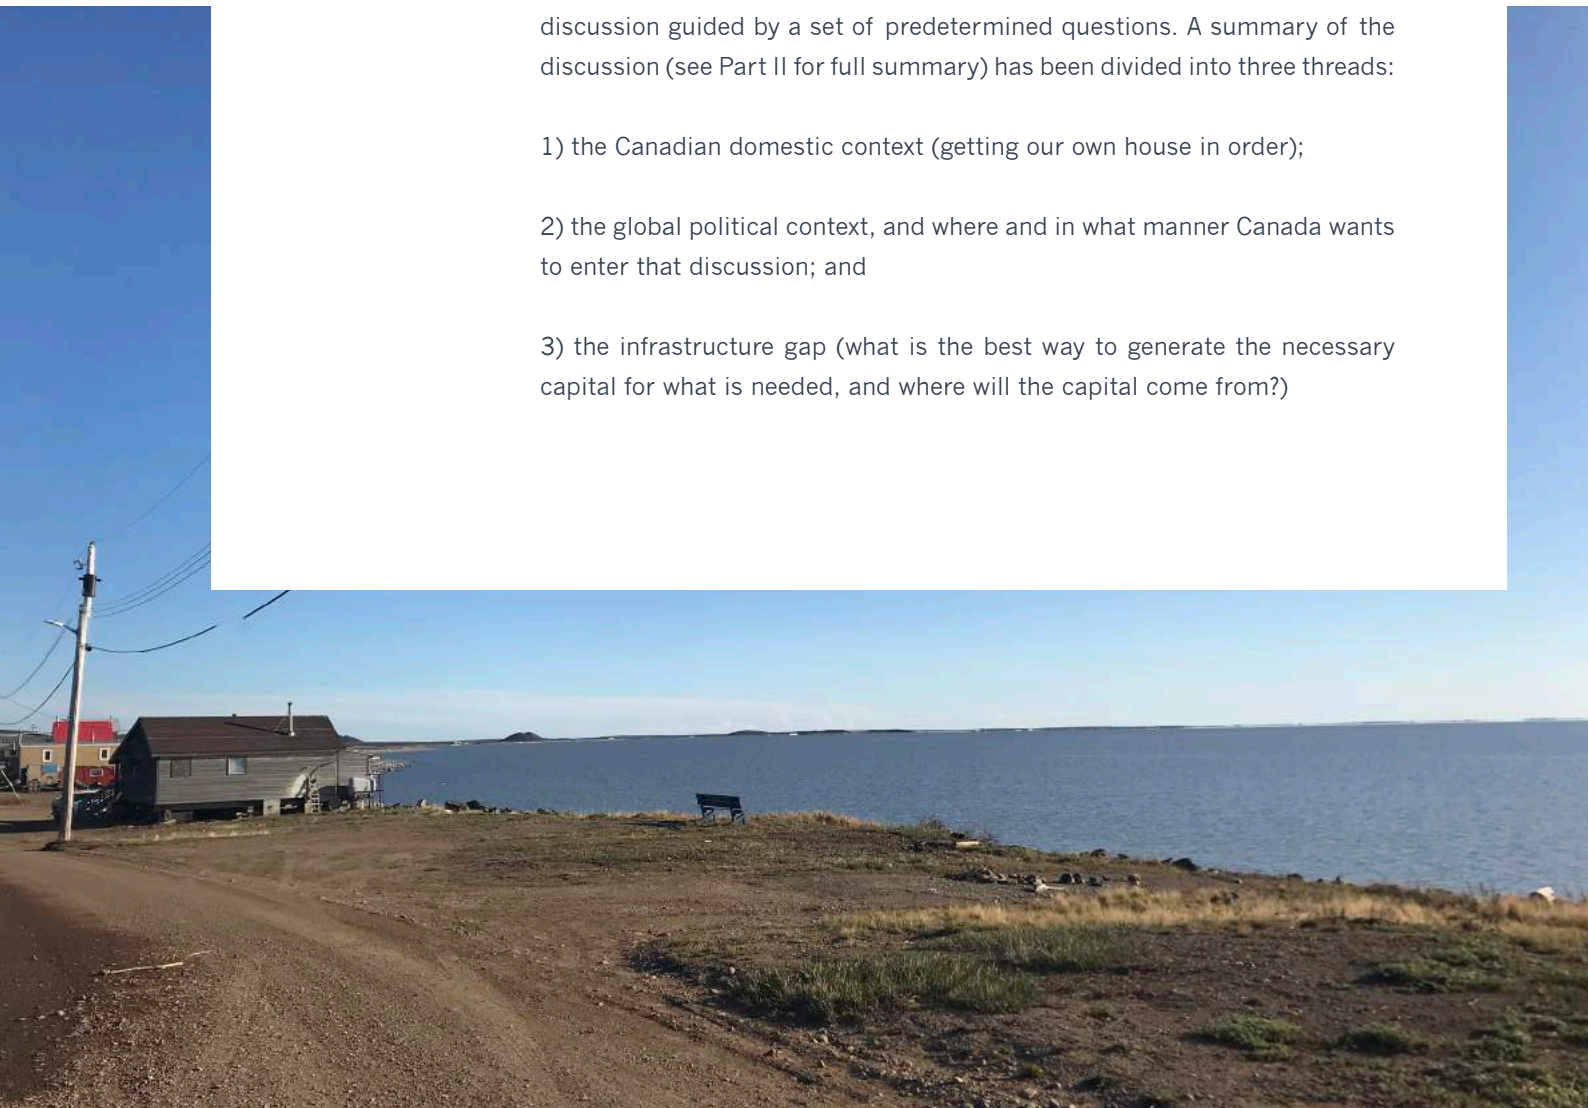 discussion guided by a set of predetermined questions. A summary of the
discussion (see Part II for full summary) has been divided into three threads:
1) the Canadian domestic context (getting our own house in order);
2) the global political context, and where and in what manner Canada wants
to enter that discussion; and
3) the infrastructure gap (what is the best way to generate the necessary
capital for what is needed, and where will the capital come from?)